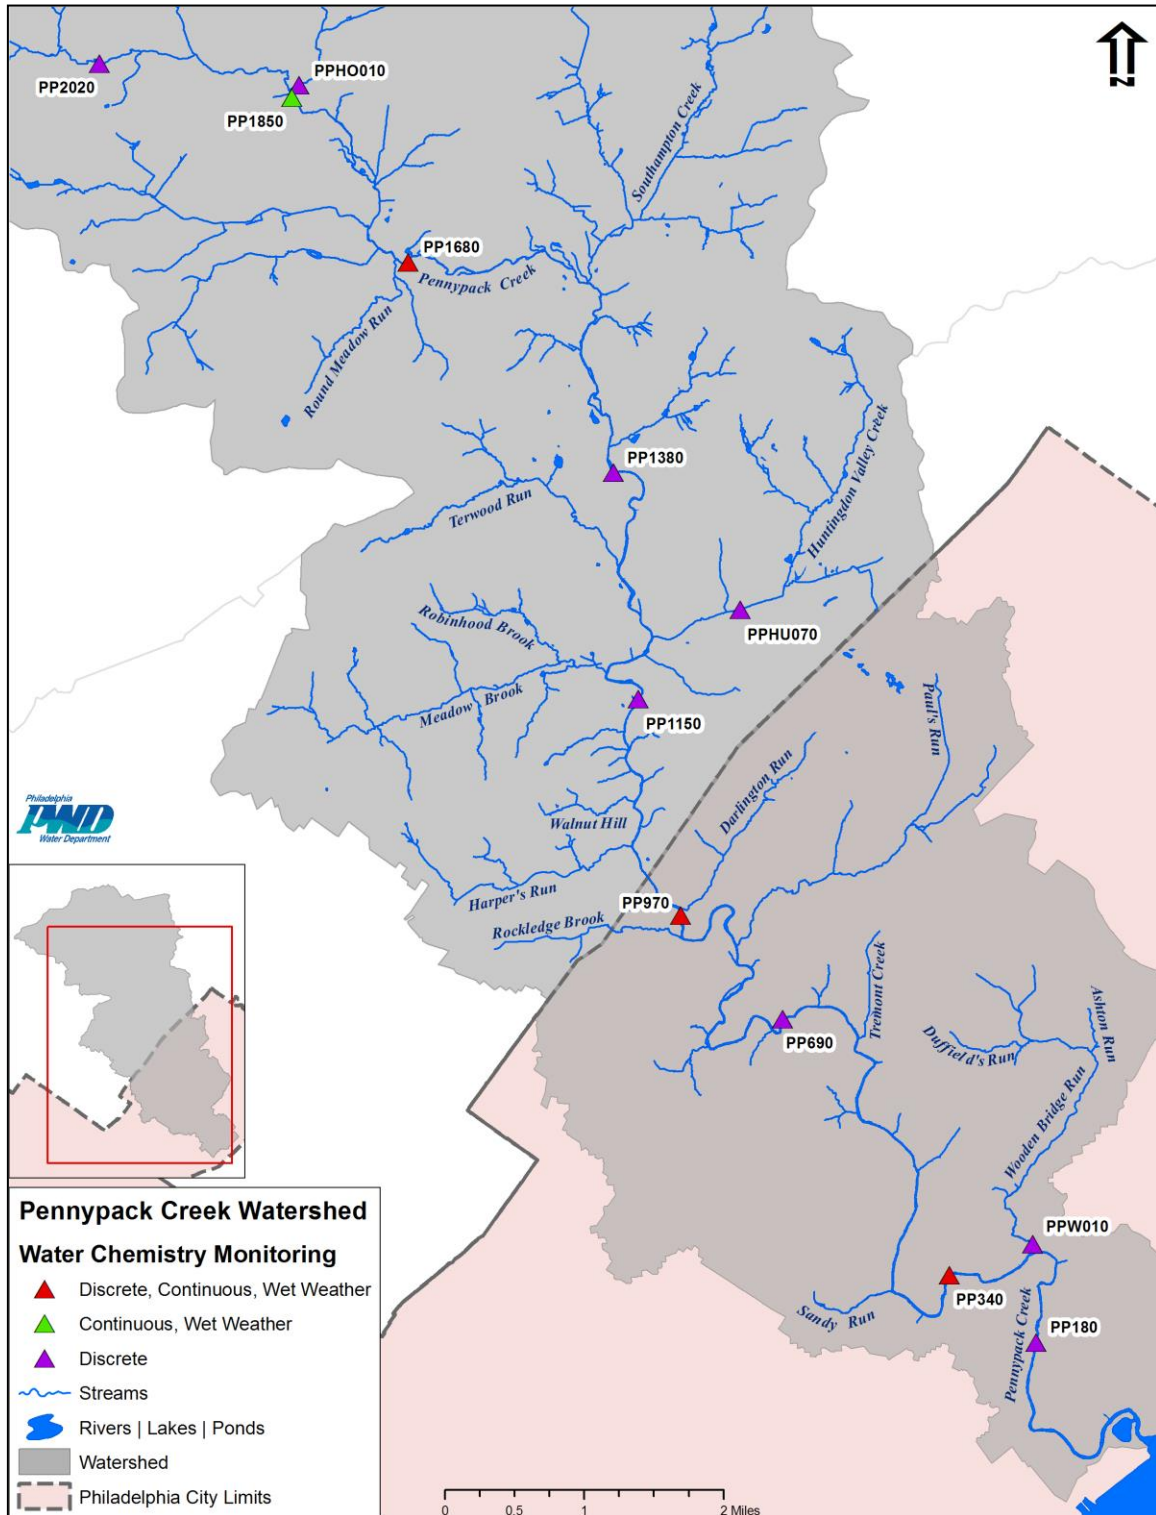 PP2020
PPHO010
PP1850
Southampton Creek
PP1680
Pennypack Creek
Round Meadow Run
N
PP1380
Terwood Run
Huntingdon Valley Creek
Robinhood Brook
PPHU070
Meadow Brook
PP1150
Paul's Run
Darlington Run
Walnut Hill
Harper's Run
PP970
Rockledge Brook
Tremont Creek
PP690
Duffield's Run
Ashton Run
Wooden Bridge Run
PPW010
PP340
Sandy Run
Pennypack Creek
PP180
Philadelphia
PWD
Water Department
Pennypack Creek Watershed
Water Chemistry Monitoring
Discrete, Continuous, Wet Weather
Continuous, Wet Weather
Discrete
Streams
Rivers | Lakes | Ponds
Watershed
Philadelphia City Limits
0 0.5 1 2 Miles